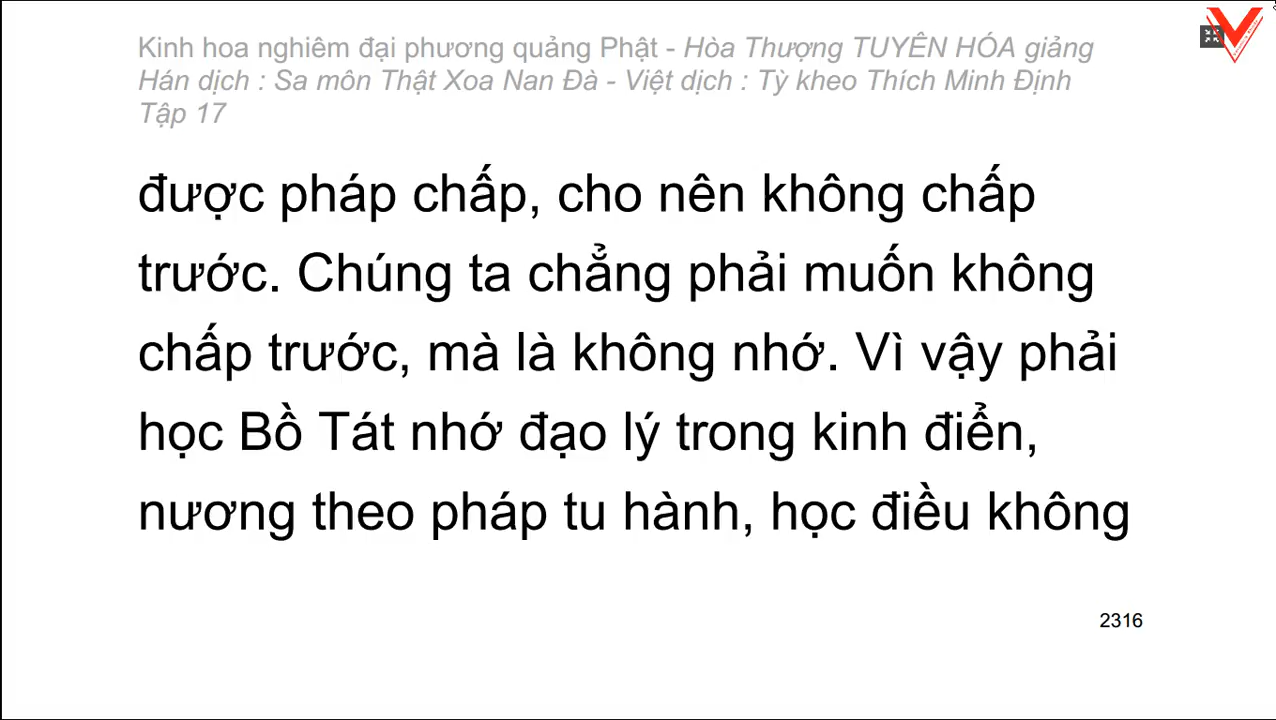 Kinh hoa nghiêm đại phương quảng Phật - Hòa Thượng TUYÊN HÓA giảng
Hán dịch : Sa môn Thật Xoa Nan Đà - Việt dịch : Tỳ kheo Thích Minh Định
Tập 17
được pháp chấp, cho nên không chấp
trước. Chúng ta chẳng phải muốn không
chấp trước, mà là không nhớ. Vì vậy phải
học Bồ Tát nhớ đạo lý trong kinh điển,
nương theo pháp tu hành, học điều không
2316